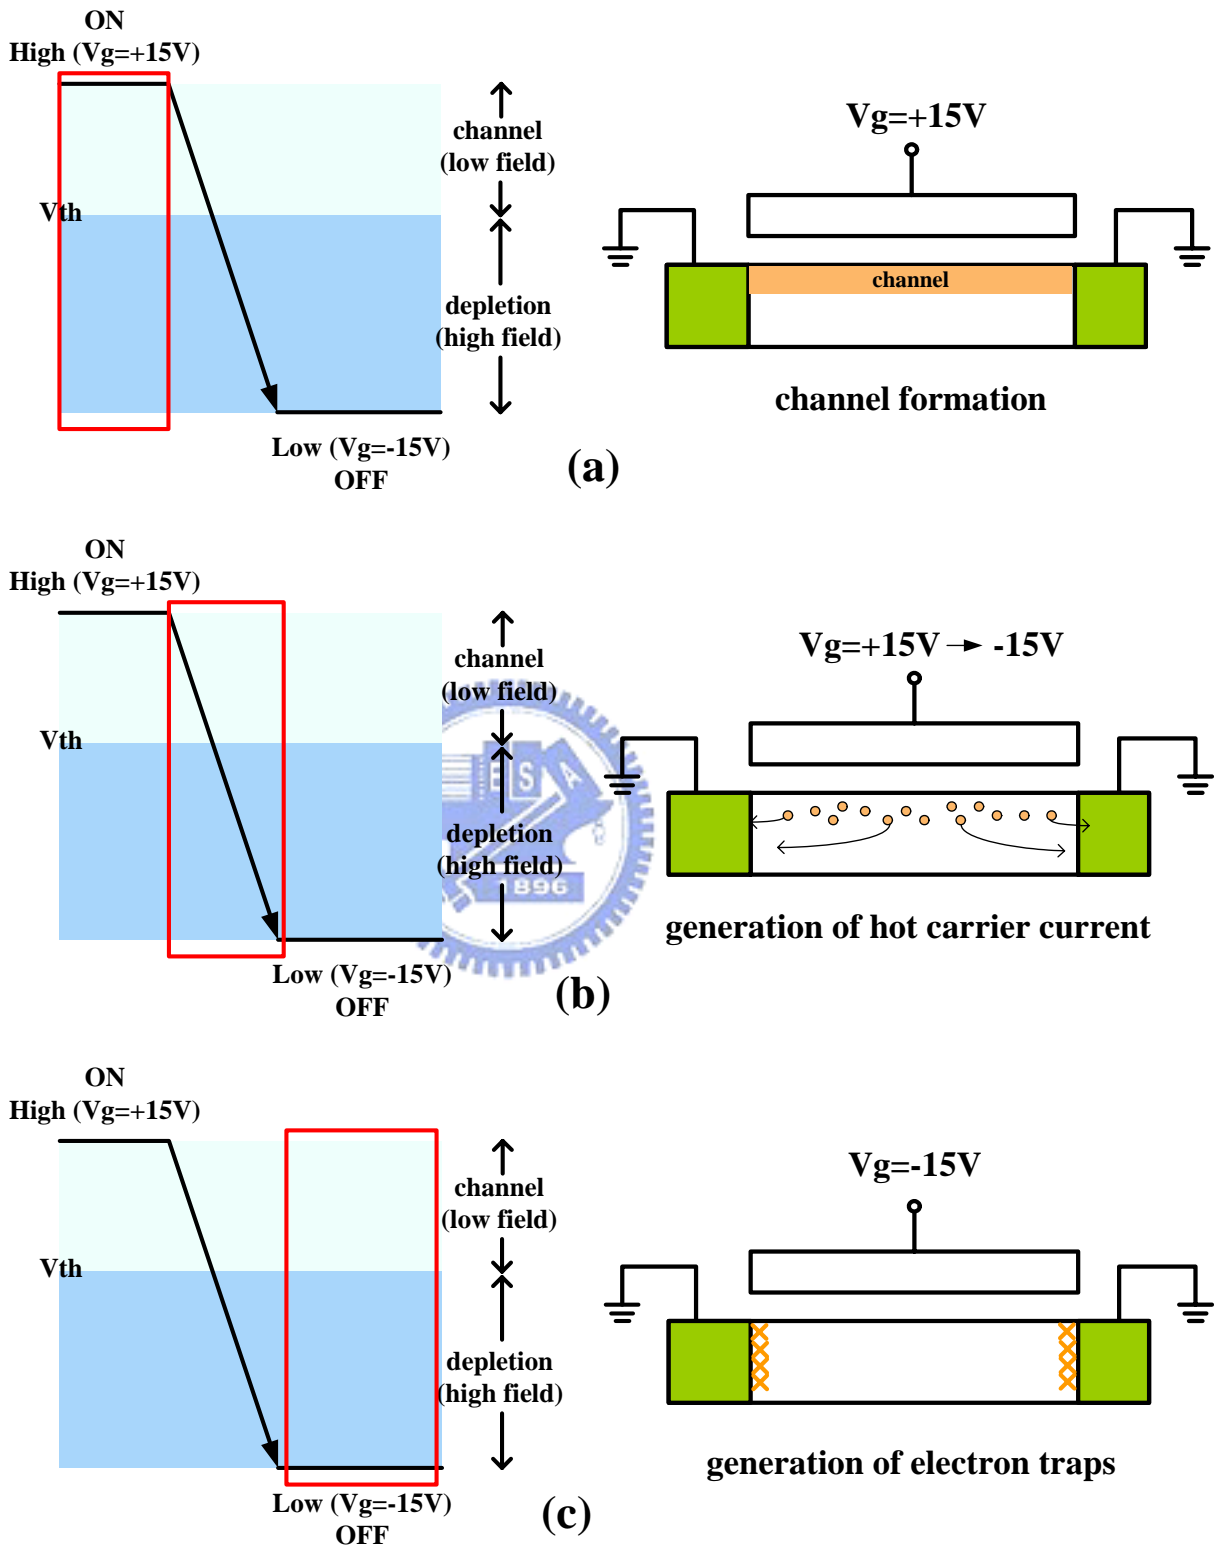 ON
High (Vg=+15V)
Vth
channel
(low field)
depletion
(high field)
Low (Vg=-15V)
OFF
Vg=+15V
channel
channel formation
(a)
ON
High (Vg=+15V)
Vth
channel
(low field)
depletion
(high field)
Low (Vg=-15V)
OFF
Vg=+15V → -15V
generation of hot carrier current
E S A
1896
(b)
ON
High (Vg=+15V)
Vth
channel
(low field)
depletion
(high field)
Low (Vg=-15V)
OFF
Vg=-15V
generation of electron traps
(c)